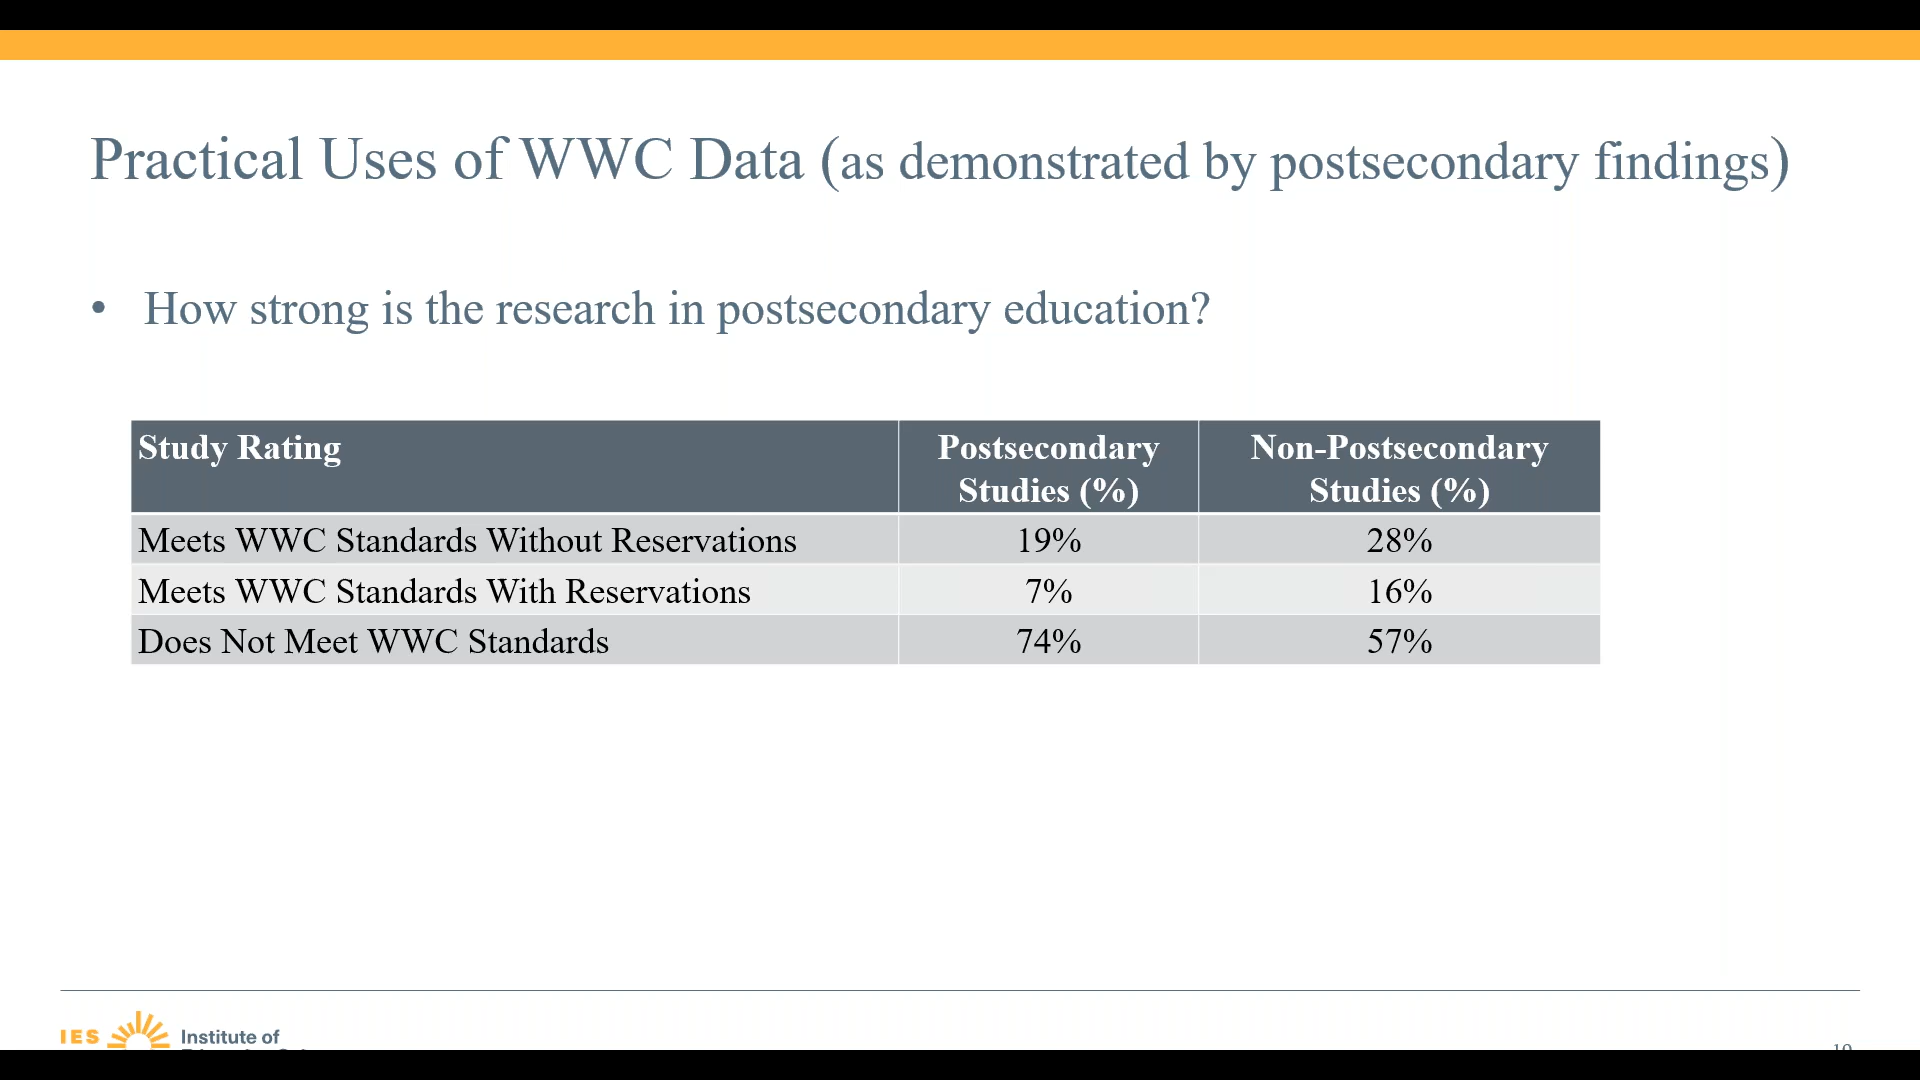 Practical Uses of WWC Data (as demonstrated by postsecondary findings)
• How strong is the research in postsecondary education?
Study Rating Postsecondary Studies (%) Non-Postsecondary Studies (%)
Meets WWC Standards Without Reservations 19% 28%
Meets WWC Standards With Reservations 7% 16%
Does Not Meet WWC Standards 74% 57%
IES Institute of